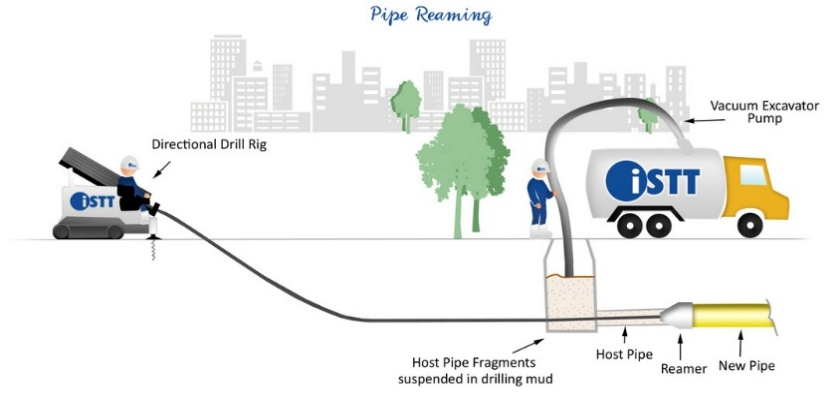 Pipe Reaming
Vacuum Excavator
Pump
Directional Drill Rig
iSTT
iSTT
Host Pipe Fragments
suspended in drilling mud
Host Pipe
Reamer
New Pipe